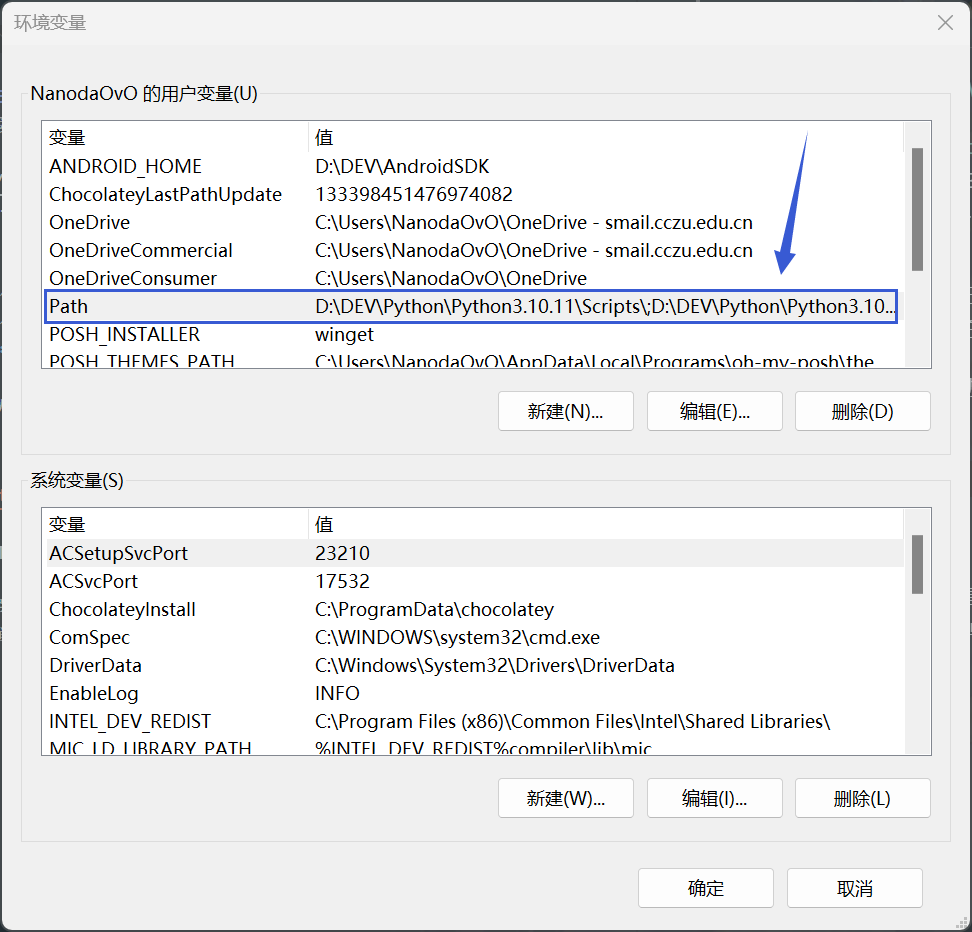 环境变量
NanodaOvO 的用户变量(U)
变量 值
ANDROID_HOME D:\DEV\AndroidSDK
ChocolateyLastPathUpdate 133398451476974082
OneDrive C:\Users\NanodaOvO\OneDrive - smail.cczu.edu.cn
OneDriveCommercial C:\Users\NanodaOvO\OneDrive - smail.cczu.edu.cn
OneDriveConsumer C:\Users\NanodaOvO\OneDrive
Path D:\DEV\Python\Python3.10.11\Scripts\;D:\DEV\Python\Python3.10...
POSH_INSTALLER winget
POSH_THEMES_PATH C:\Users\NanodaOvO\AppData\Local\Programs\oh-my-posh\the
新建(N)... 编辑(E)... 删除(D)
系统变量(S)
变量 值
ACSetupSvcPort 23210
ACSvcPort 17532
ChocolateyInstall C:\ProgramData\chocolatey
ComSpec C:\WINDOWS\system32\cmd.exe
DriverData C:\Windows\System32\Drivers\DriverData
EnableLog INFO
INTEL_DEV_REDIST C:\Program Files (x86)\Common Files\Intel\Shared Libraries\
MIC_LD_LIBRARY_PATH %INTEL_DEV_REDIST%compiler\lib\mic
新建(W)... 编辑(I)... 删除(L)
确定 取消